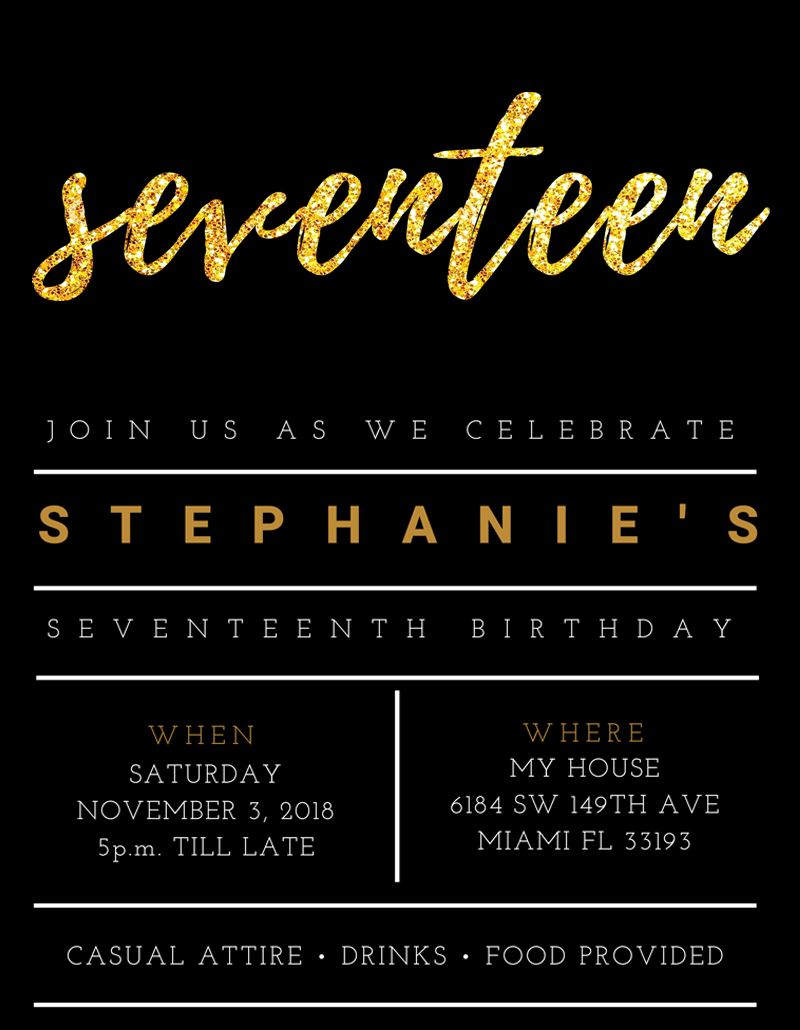 seventeen
JOIN US AS WE CELEBRATE
STEPHANIE'S
SEVENTEENTH BIRTHDAY
WHEN
SATURDAY
NOVEMBER 3, 2018
5p.m. TILL LATE
WHERE
MY HOUSE
6184 SW 149TH AVE
MIAMI FL 33193
CASUAL ATTIRE • DRINKS • FOOD PROVIDED